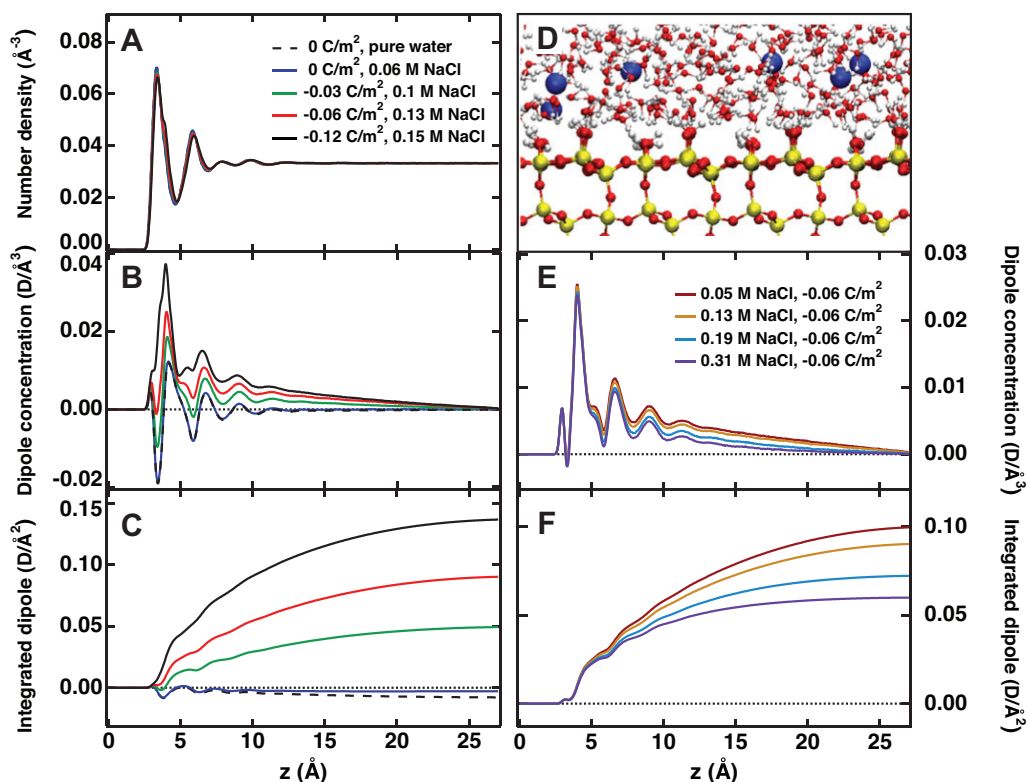 A
0 C/m², pure water
0 C/m², 0.06 M NaCl
-0.03 C/m², 0.1 M NaCl
-0.06 C/m², 0.13 M NaCl
-0.12 C/m², 0.15 M NaCl
Number density (Å⁻³)
0.08
0.06
0.04
0.02
0.00
B
Dipole concentration (D/Å³)
0.04
0.02
0.00
-0.02
C
Integrated dipole (D/Å²)
0.15
0.10
0.05
0.00
0 5 10 15 20 25
z (Å)
D
E
0.05 M NaCl, -0.06 C/m²
0.13 M NaCl, -0.06 C/m²
0.19 M NaCl, -0.06 C/m²
0.31 M NaCl, -0.06 C/m²
0.03
0.02
0.01
0.00
Dipole concentration (D/Å³)
F
0.10
0.05
0.00
Integrated dipole (D/Å²)
0 5 10 15 20 25
z (Å)